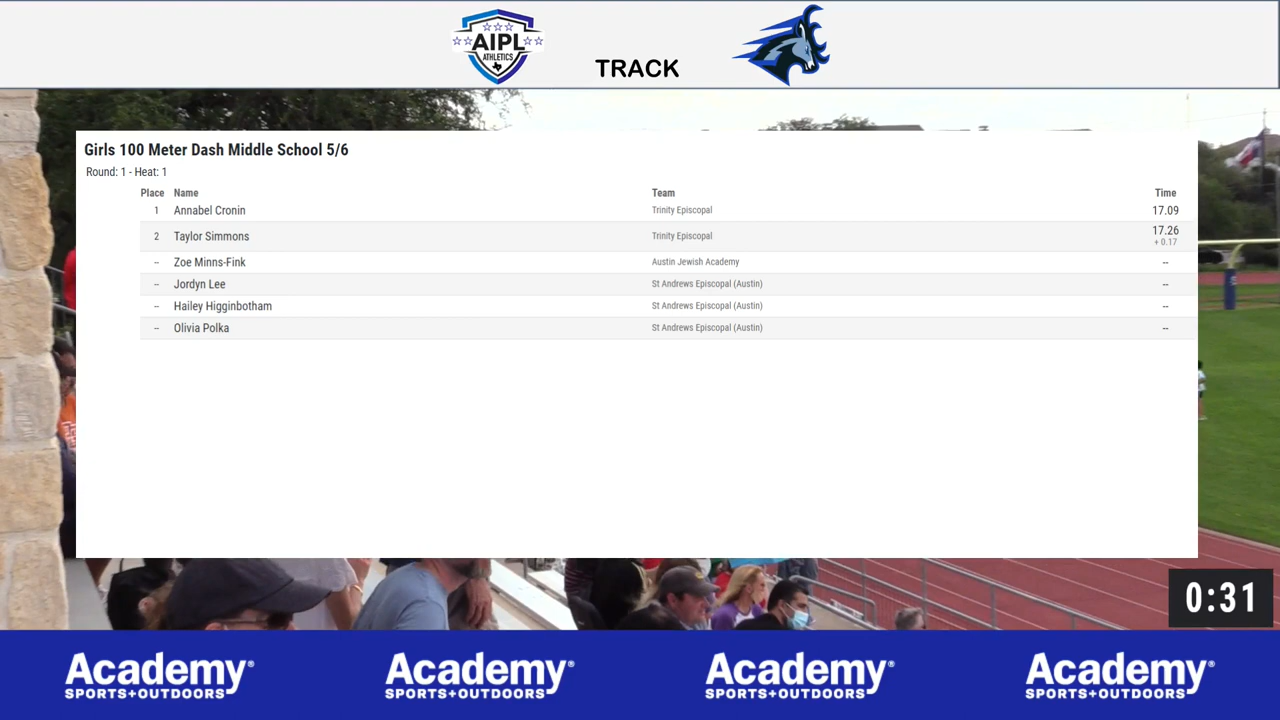 AIPL
ATHLETICS
TRACK
Girls 100 Meter Dash Middle School 5/6
Round: 1 - Heat: 1
Place Name Team Time
1 Annabel Cronin Trinity Episcopal 17.09
2 Taylor Simmons Trinity Episcopal 17.26
+ 0.17
-- Zoe Minns-Fink Austin Jewish Academy --
-- Jordyn Lee St Andrews Episcopal (Austin) --
-- Hailey Higginbotham St Andrews Episcopal (Austin) --
-- Olivia Polka St Andrews Episcopal (Austin) --
0:31
Academy Academy Academy Academy
SPORTS+OUTDOORS SPORTS+OUTDOORS SPORTS+OUTDOORS SPORTS+OUTDOORS